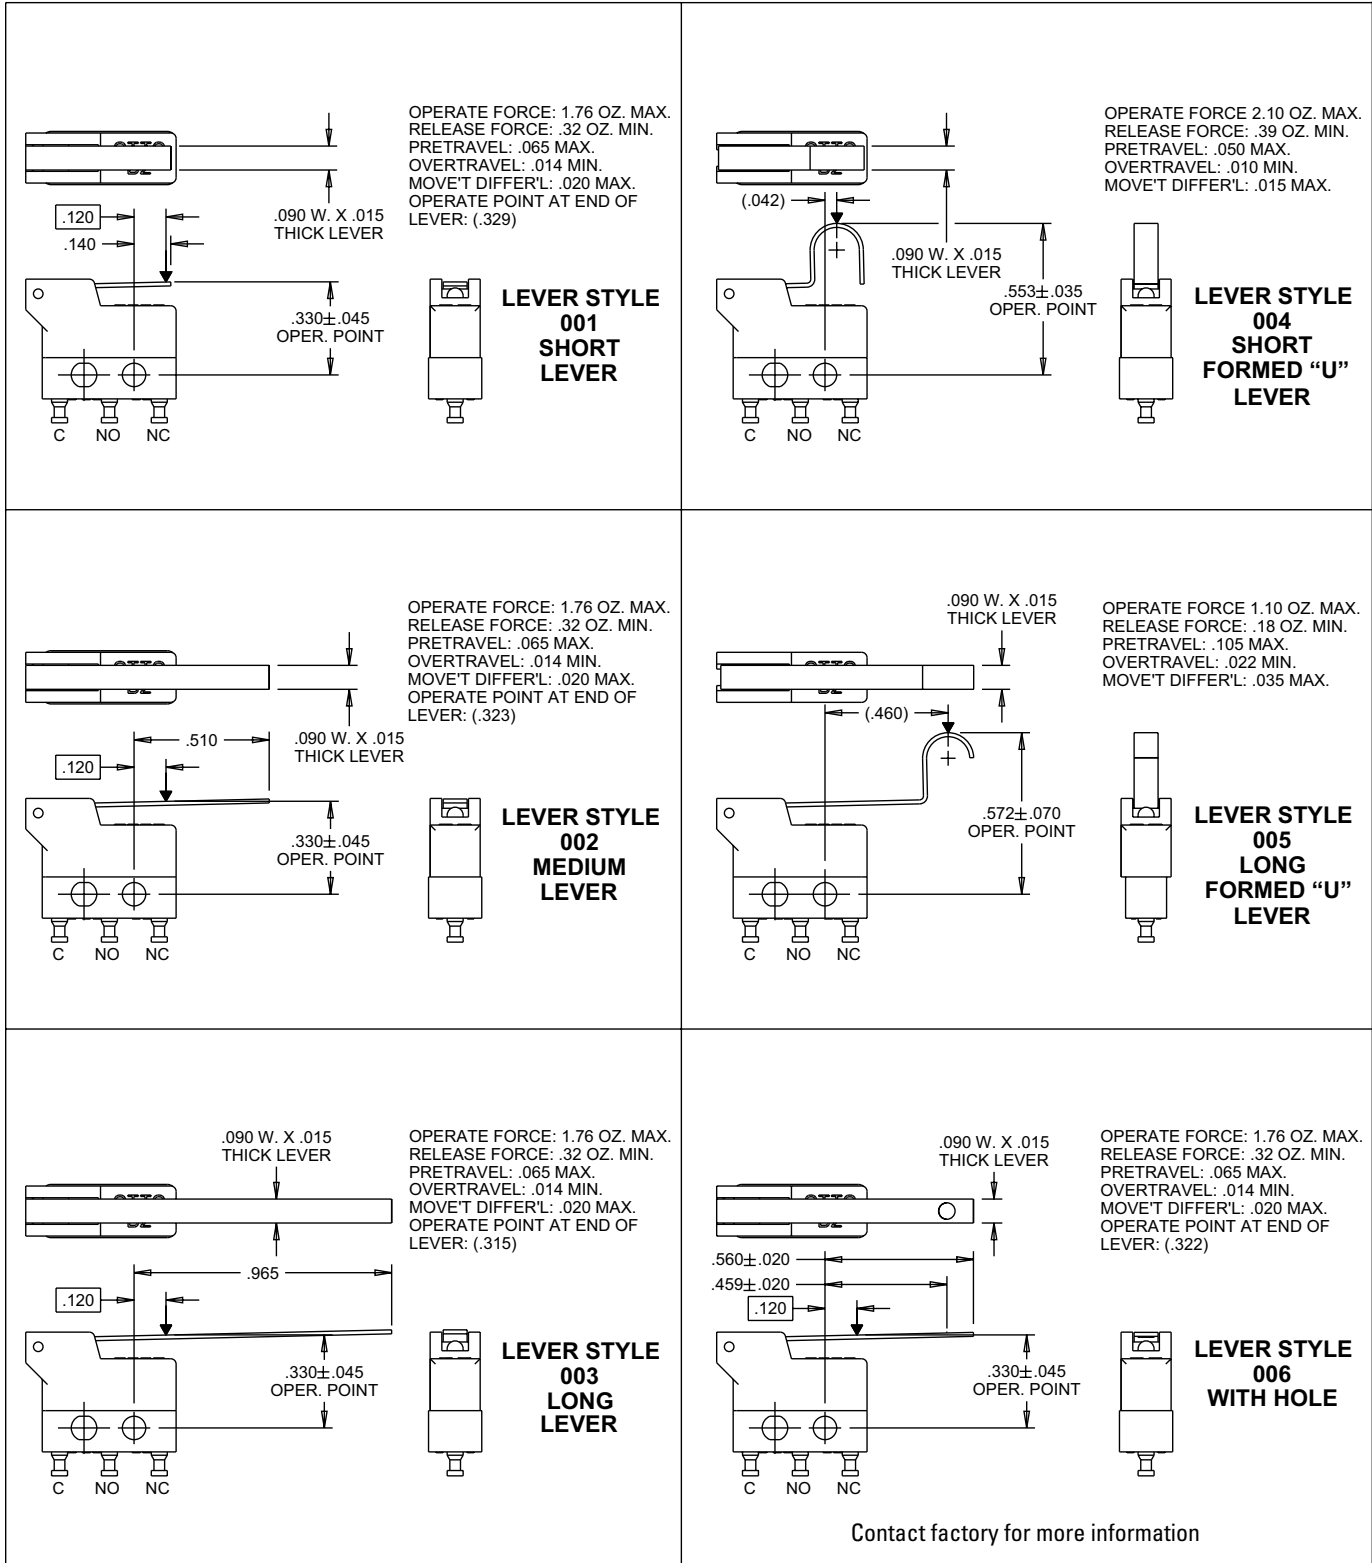 OPERATE FORCE: 1.76 OZ. MAX.
RELEASE FORCE: .32 OZ. MIN.
PRETRAVEL: .065 MAX.
OVERTRAVEL: .014 MIN.
MOVE'T DIFFER'L: .020 MAX.
OPERATE POINT AT END OF
LEVER: (.329)
.090 W. X .015
THICK LEVER
.120
.140
.330±.045
OPER. POINT
LEVER STYLE
001
SHORT
LEVER
C NO NC
OPERATE FORCE 2.10 OZ. MAX.
RELEASE FORCE: .39 OZ. MIN.
PRETRAVEL: .050 MAX.
OVERTRAVEL: .010 MIN.
MOVE'T DIFFER'L: .015 MAX.
(.042)
.090 W. X .015
THICK LEVER
.553±.035
OPER. POINT
LEVER STYLE
004
SHORT
FORMED “U”
LEVER
C NO NC
OPERATE FORCE: 1.76 OZ. MAX.
RELEASE FORCE: .32 OZ. MIN.
PRETRAVEL: .065 MAX.
OVERTRAVEL: .014 MIN.
MOVE'T DIFFER'L: .020 MAX.
OPERATE POINT AT END OF
LEVER: (.323)
.510
.090 W. X .015
THICK LEVER
.120
.330±.045
OPER. POINT
LEVER STYLE
002
MEDIUM
LEVER
C NO NC
.090 W. X .015
THICK LEVER
OPERATE FORCE 1.10 OZ. MAX.
RELEASE FORCE: .18 OZ. MIN.
PRETRAVEL: .105 MAX.
OVERTRAVEL: .022 MIN.
MOVE'T DIFFER'L: .035 MAX.
(.460)
.572±.070
OPER. POINT
LEVER STYLE
005
LONG
FORMED “U”
LEVER
C NO NC
.090 W. X .015
THICK LEVER
OPERATE FORCE: 1.76 OZ. MAX.
RELEASE FORCE: .32 OZ. MIN.
PRETRAVEL: .065 MAX.
OVERTRAVEL: .014 MIN.
MOVE'T DIFFER'L: .020 MAX.
OPERATE POINT AT END OF
LEVER: (.315)
.965
.120
.330±.045
OPER. POINT
LEVER STYLE
003
LONG
LEVER
C NO NC
.090 W. X .015
THICK LEVER
OPERATE FORCE: 1.76 OZ. MAX.
RELEASE FORCE: .32 OZ. MIN.
PRETRAVEL: .065 MAX.
OVERTRAVEL: .014 MIN.
MOVE'T DIFFER'L: .020 MAX.
OPERATE POINT AT END OF
LEVER: (.322)
.560±.020
.459±.020
.120
.330±.045
OPER. POINT
LEVER STYLE
006
WITH HOLE
C NO NC
Contact factory for more information